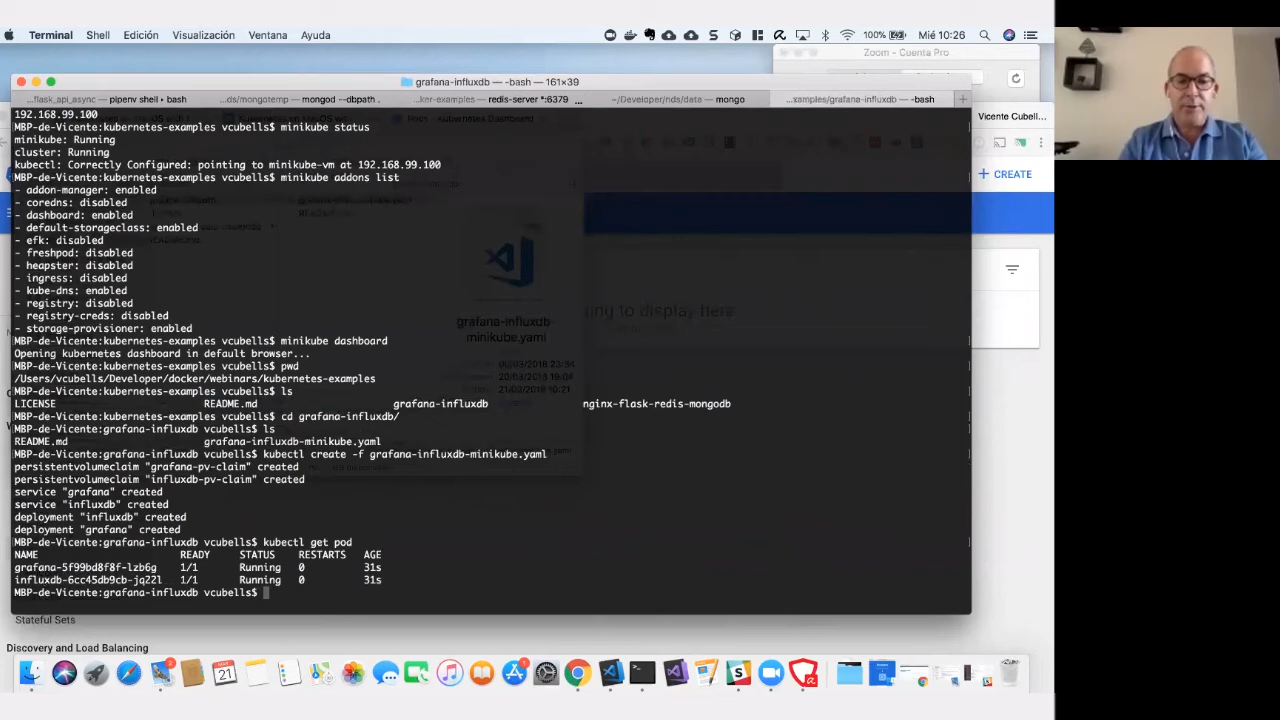 Terminal Shell Edición Visualización Ventana Ayuda 100% Mié 10:26
Zoom - Cuenta Pro
grafana-influxdb — -bash — 161×39
...flask_api_async — pipenv shell ▸ bash ...ds/mongotemp — mongod --dbpath . ...ker-examples — redis-server *:6379 ... ~/Developer/nds/data — mongo ...xamples/grafana-influxdb — -bash
Vicente Cubell...
192.168.99.100
MBP-de-Vicente:kubernetes-examples vcubells$ minikube status
minikube: Running
cluster: Running
kubectl: Correctly Configured: pointing to minikube-vm at 192.168.99.100
MBP-de-Vicente:kubernetes-examples vcubells$ minikube addons list
+ CREATE
- addon-manager: enabled
- coredns: disabled
- dashboard: enabled
- default-storageclass: enabled
- efk: disabled
- freshpod: disabled
- heapster: disabled
- ingress: disabled
- kube-dns: enabled
- registry: disabled
- registry-creds: disabled
- storage-provisioner: enabled
ing to display here
grafana-influxdb-
minikube.yaml
MBP-de-Vicente:kubernetes-examples vcubells$ minikube dashboard
Opening kubernetes dashboard in default browser...
MBP-de-Vicente:kubernetes-examples vcubells$ pwd
/Users/vcubells/Developer/docker/webinars/kubernetes-examples
MBP-de-Vicente:kubernetes-examples vcubells$ ls
LICENSE README.md grafana-influxdb nginx-flask-redis-mongodb
MBP-de-Vicente:kubernetes-examples vcubells$ cd grafana-influxdb/
MBP-de-Vicente:grafana-influxdb vcubells$ ls
README.md grafana-influxdb-minikube.yaml
MBP-de-Vicente:grafana-influxdb vcubells$ kubectl create -f grafana-influxdb-minikube.yaml
persistentvolumeclaim "grafana-pv-claim" created
persistentvolumeclaim "influxdb-pv-claim" created
service "grafana" created
service "influxdb" created
deployment "influxdb" created
deployment "grafana" created
MBP-de-Vicente:grafana-influxdb vcubells$ kubectl get pod
NAME READY STATUS RESTARTS AGE
grafana-5f99bd8f8f-lzb6g 1/1 Running 0 31s
influxdb-6cc45db9cb-jq22l 1/1 Running 0 31s
MBP-de-Vicente:grafana-influxdb vcubells$
Stateful Sets
Discovery and Load Balancing
21